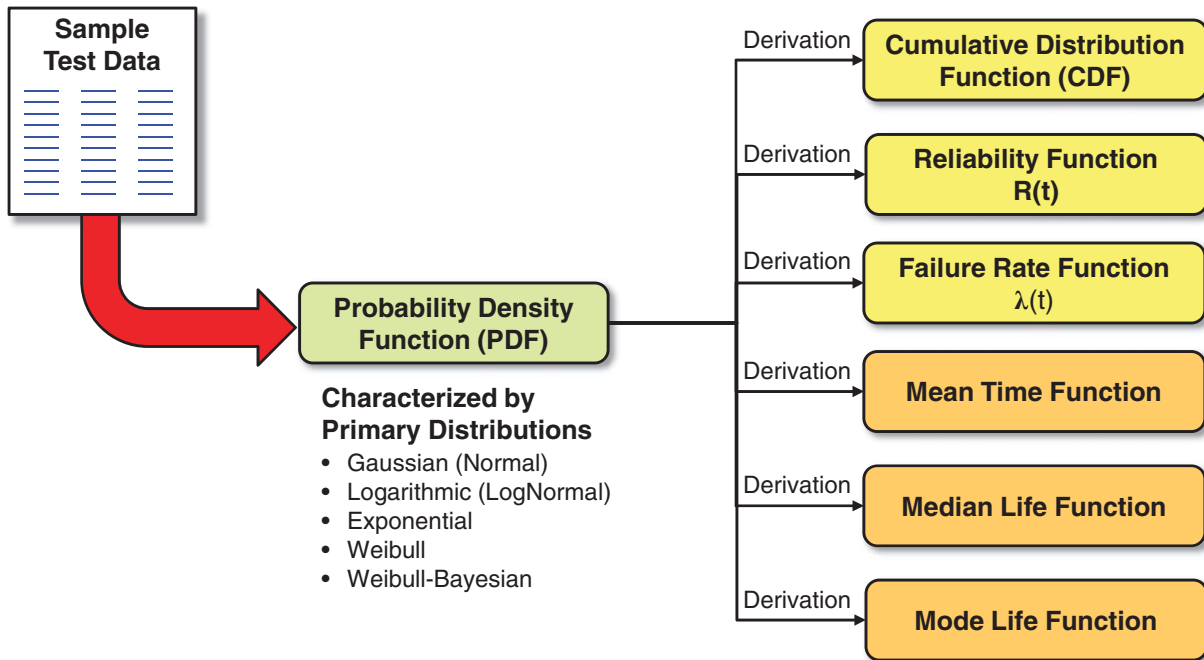 Sample
Test Data
Probability Density
Function (PDF)
Characterized by
Primary Distributions
• Gaussian (Normal)
• Logarithmic (LogNormal)
• Exponential
• Weibull
• Weibull-Bayesian
Derivation
Cumulative Distribution
Function (CDF)
Derivation
Reliability Function
R(t)
Derivation
Failure Rate Function
λ(t)
Derivation
Mean Time Function
Derivation
Median Life Function
Derivation
Mode Life Function